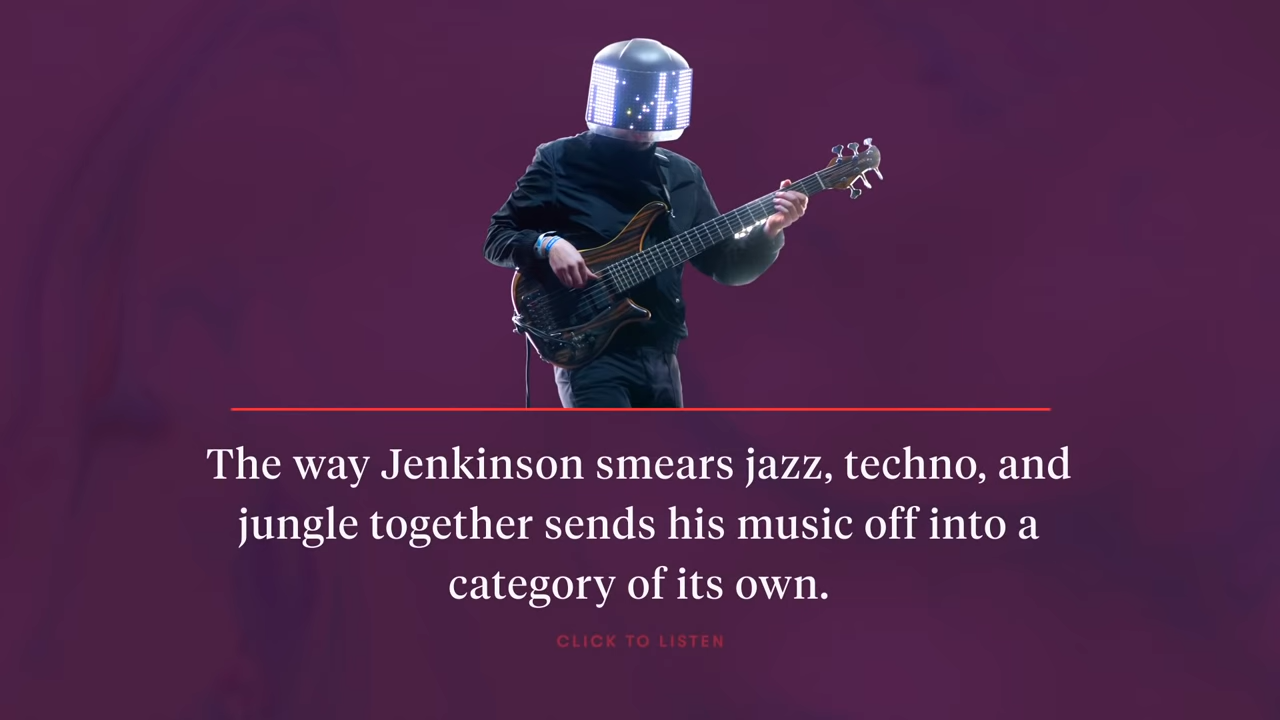 The way Jenkinson smears jazz, techno, and
jungle together sends his music off into a
category of its own.
CLICK TO LISTEN